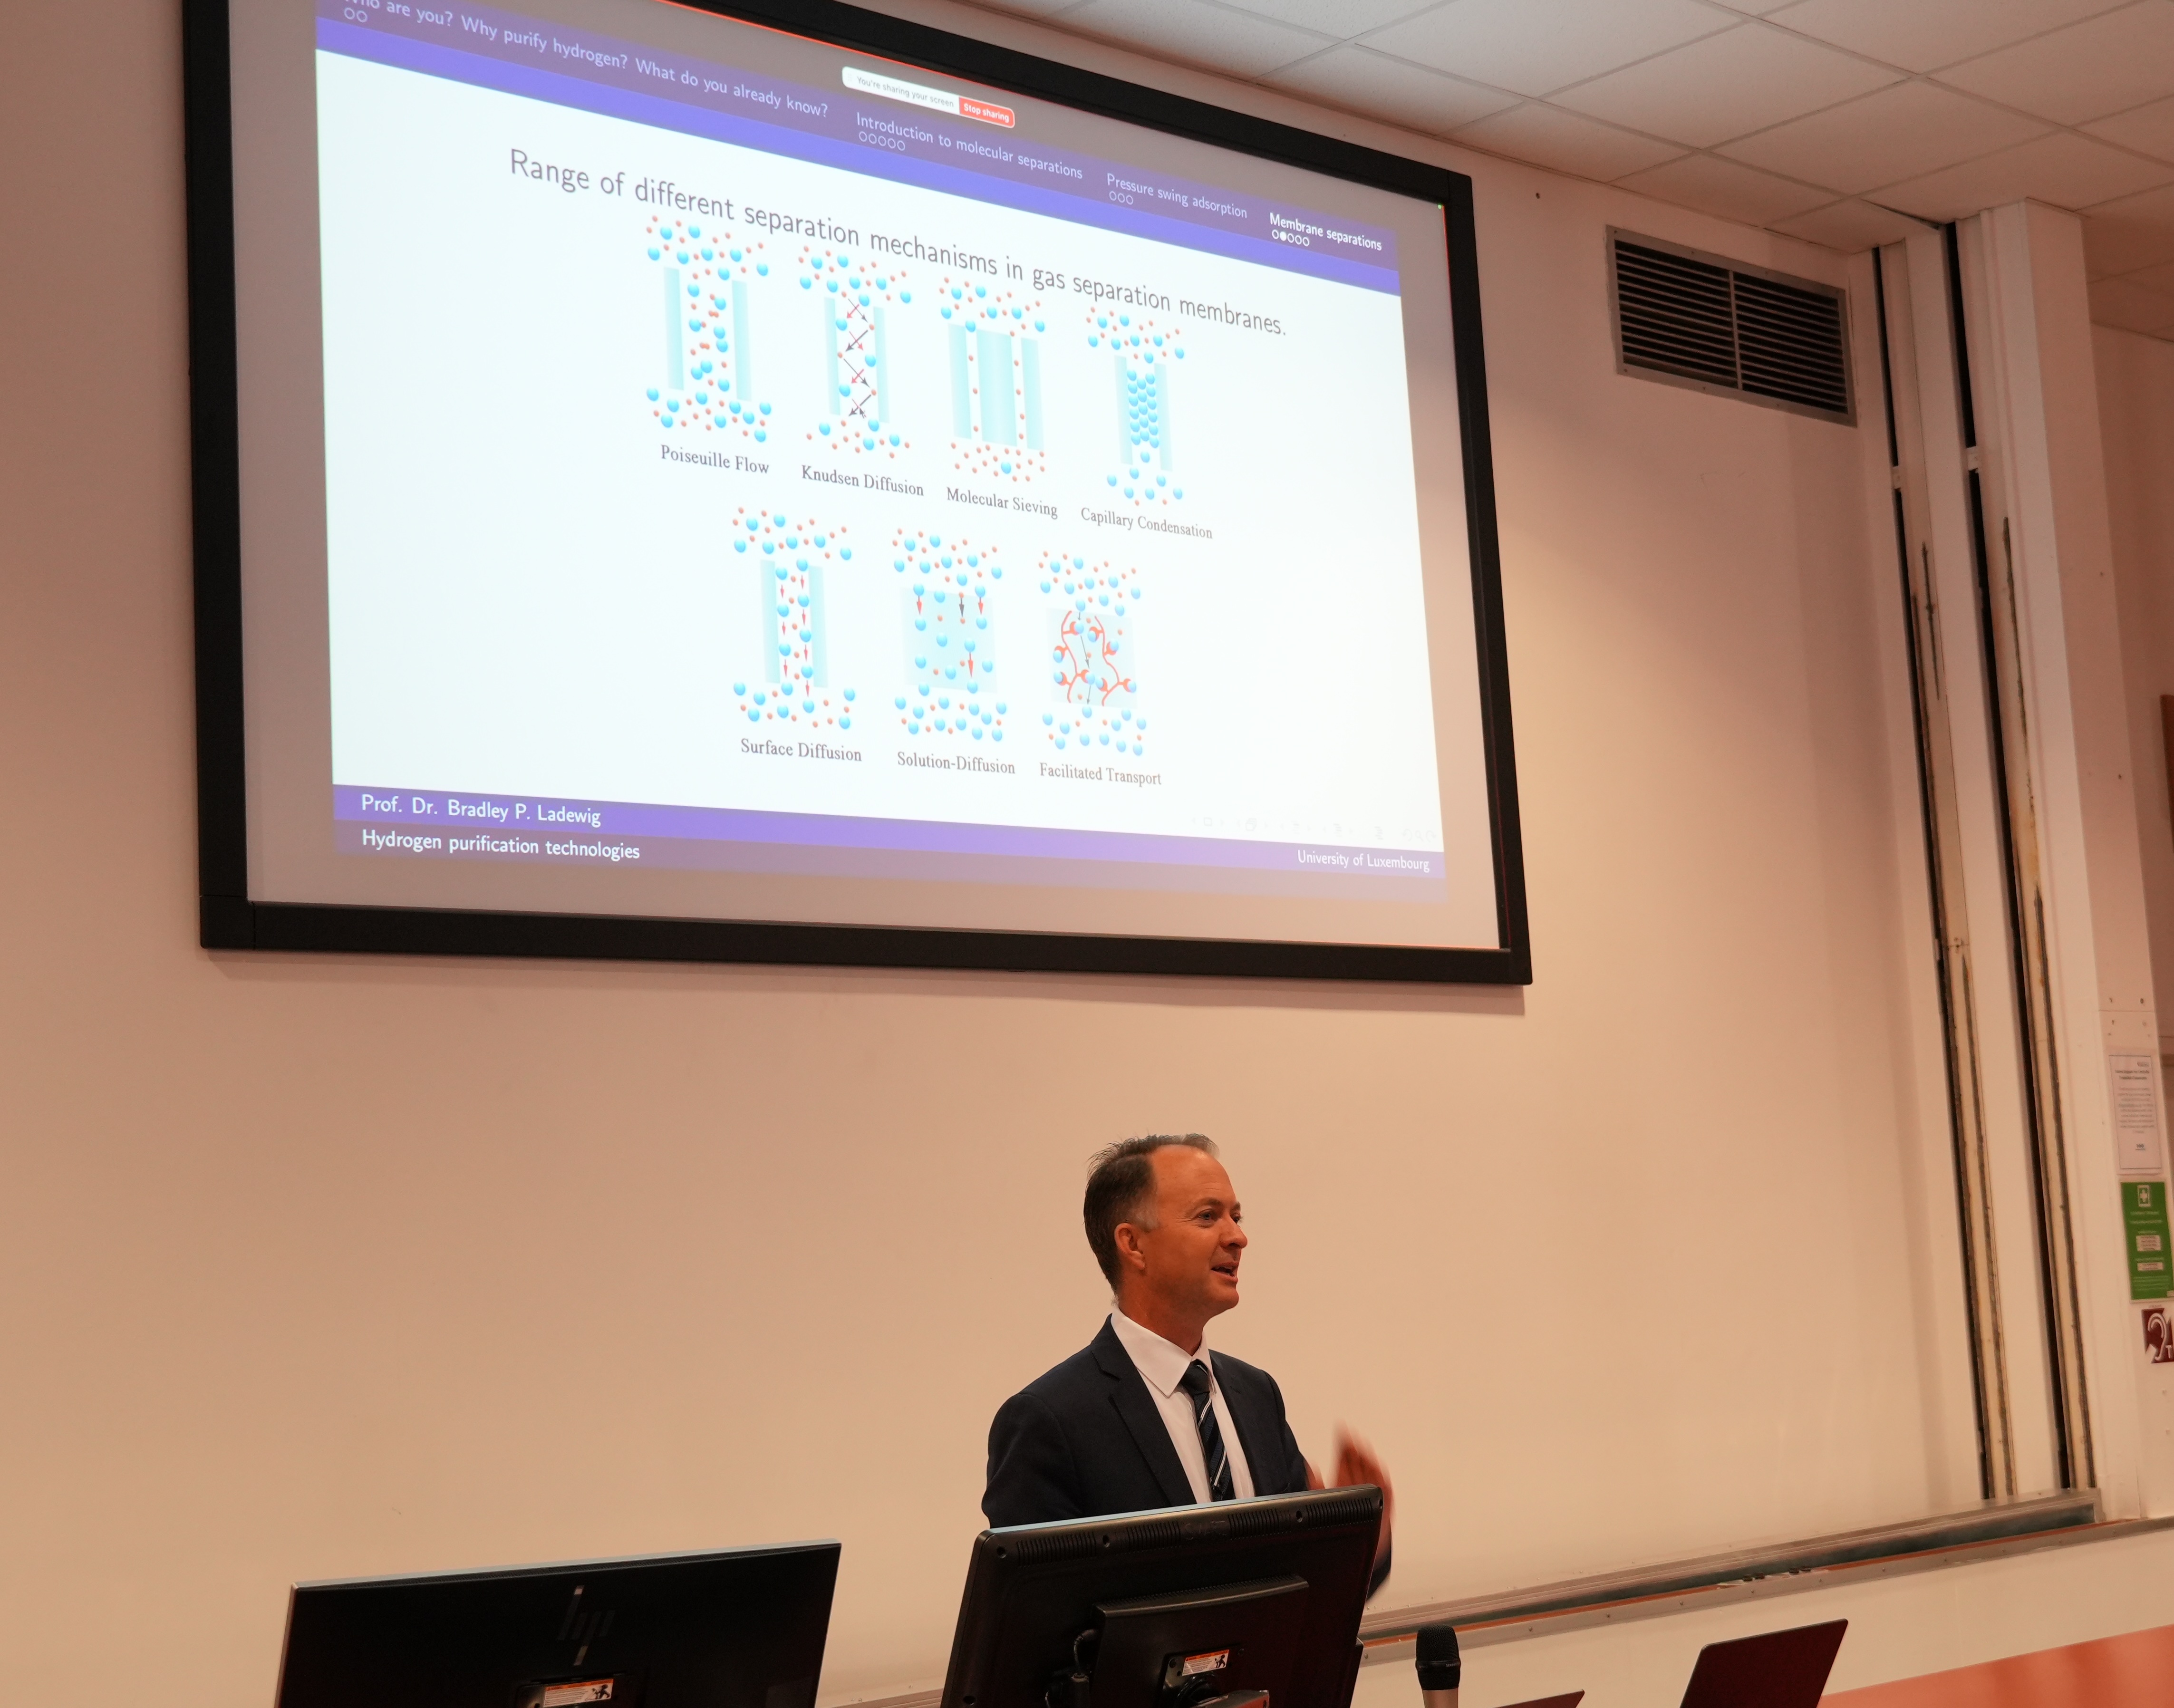 are you? Why purify hydrogen? What do you already know?
Introduction to molecular separations
Pressure swing adsorption
Membrane separations
You're sharing your screen
Stop sharing
Range of different separation mechanisms in gas separation membranes.
Poiseuille Flow
Knudsen Diffusion
Molecular Sieving
Capillary Condensation
Surface Diffusion
Solution-Diffusion
Facilitated Transport
Prof. Dr. Bradley P. Ladewig
Hydrogen purification technologies
University of Luxembourg
hp
T